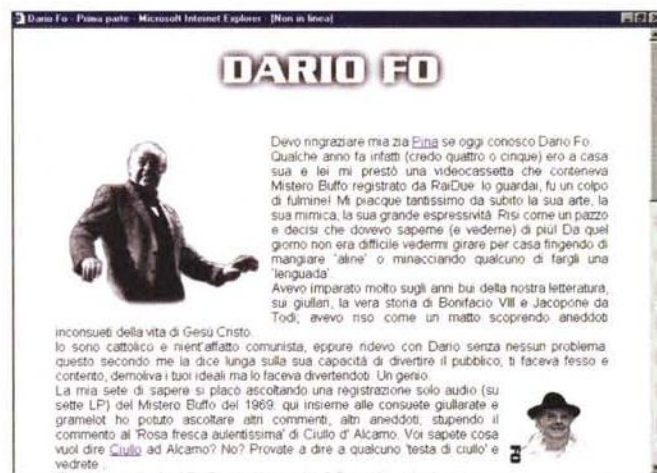 Dario Fo - Prima parte - Microsoft Internet Explorer - [Non in linea]
DARIO FO
Devo ringraziare mia zia Pina se oggi conosco Dario Fo.
Qualche anno fa infatti (credo quattro o cinque) ero a casa
sua e lei mi prestò una videocassetta che conteneva
Mistero Buffo registrato da RaiDue: lo guardai, fu un colpo
di fulmine! Mi piacque tantissimo da subito la sua arte, la
sua mimica, la sua grande espressività. Risi come un pazzo
e decisi che dovevo saperne (e vederne) di più! Da quel
giorno non era difficile vedermi girare per casa fingendo di
mangiare 'aline' o minacciando qualcuno di fargli una
'lenguada'.
Avevo imparato molto sugli anni bui della nostra letteratura,
sui giullari, la vera storia di Bonifacio VIII e Jacopone da
Todi; avevo riso come un matto scoprendo aneddoti
inconsueti della vita di Gesù Cristo.
Io sono cattolico e nient'affatto comunista, eppure ridevo con Dario senza nessun problema:
questo secondo me la dice lunga sulla sua capacità di divertire il pubblico; ti faceva fesso e
contento, demoliva i tuoi ideali ma lo faceva divertendoti. Un genio.
La mia sete di sapere si placò ascoltando una registrazione solo audio (su
sette LP) del Mistero Buffo del 1969: qui insieme alle consuete giullarate e
gramelot ho potuto ascoltare altri commenti, altri aneddoti, stupendo il
commento al 'Rosa fresca aulentissima' di Ciullo d' Alcamo. Voi sapete cosa
vuol dire Ciullo ad Alcamo? No? Provate a dire a qualcuno 'testa di ciullo' e
vedrete...
FO